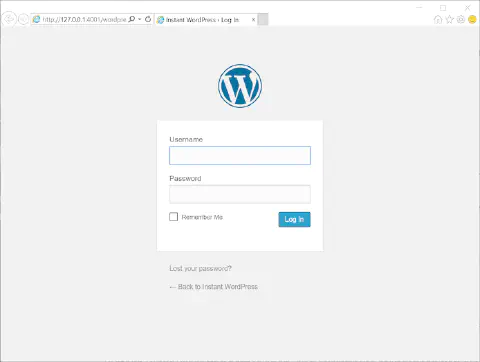 http://127.0.0.1:4001/wordpre
Instant WordPress › Log In
W
Username
Password
Remember Me
Log In
Lost your password?
← Back to Instant WordPress